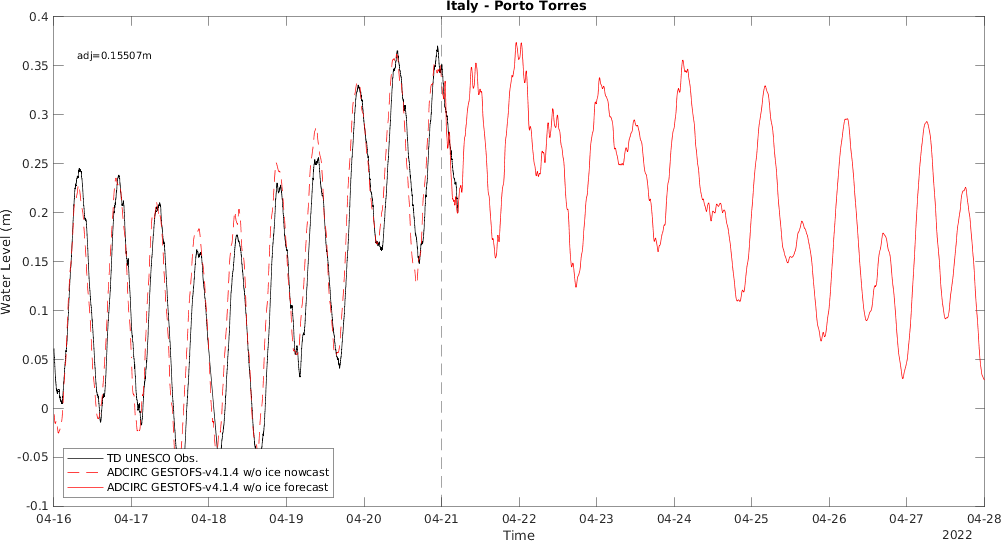 Italy - Porto Torres
adj=0.15507m
0.4
0.35
0.3
0.25
0.2
0.15
0.1
0.05
0
-0.05
-0.1
Water Level (m)
TD UNESCO Obs.
ADCIRC GESTOFS-v4.1.4 w/o ice nowcast
ADCIRC GESTOFS-v4.1.4 w/o ice forecast
04-16 04-17 04-18 04-19 04-20 04-21 04-22 04-23 04-24 04-25 04-26 04-27 04-28
Time
2022